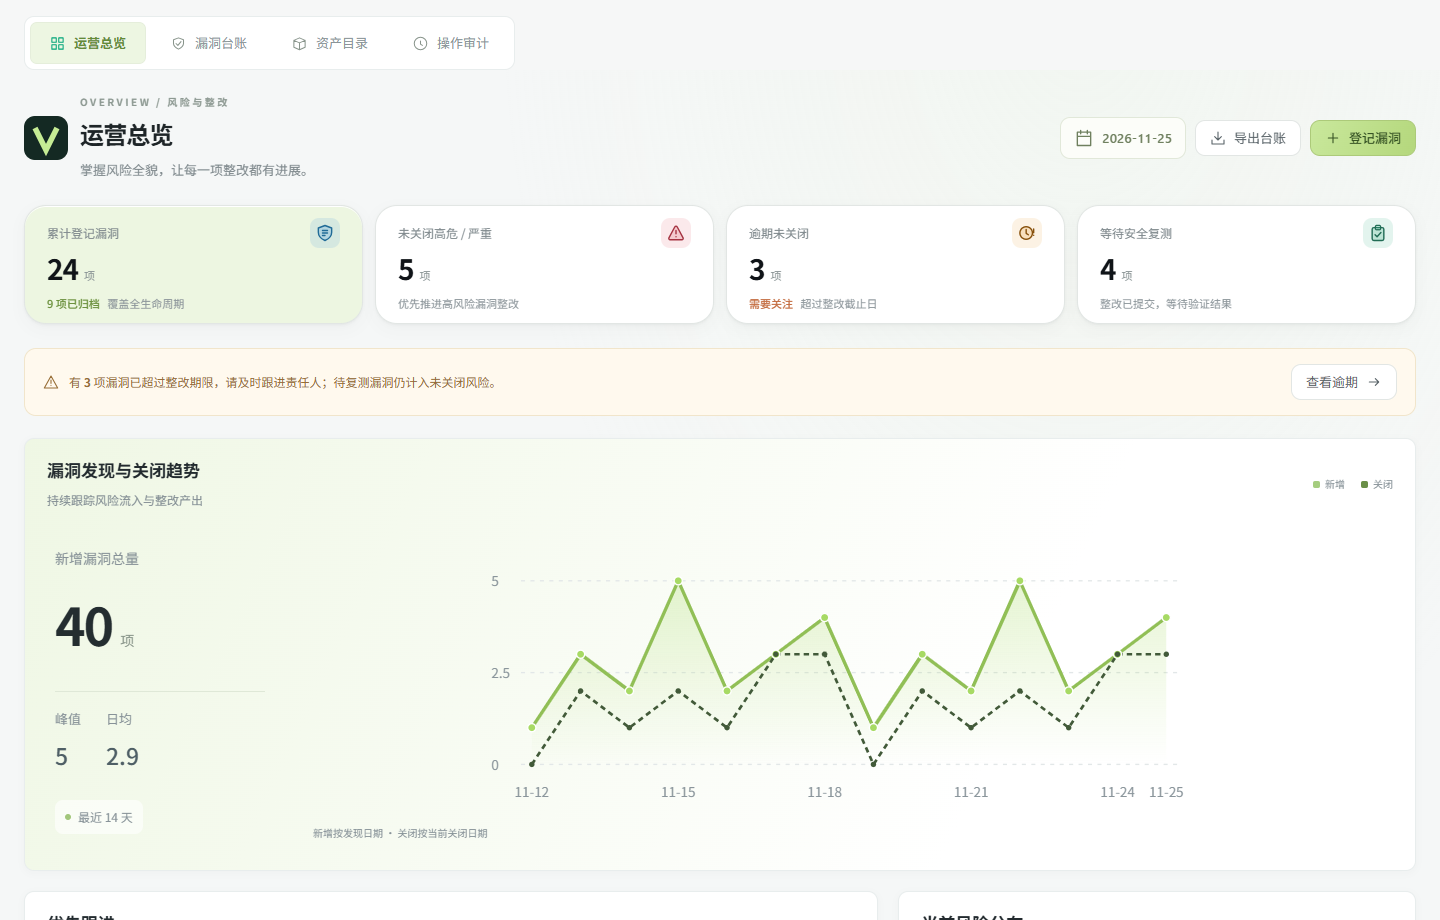 运营总览
漏洞台账
资产目录
操作审计
OVERVIEW / 风险与整改
运营总览
掌握风险全貌，让每一项整改都有进展。
2026-11-25
导出台账
登记漏洞
累计登记漏洞
24 项
9 项已归档 覆盖全生命周期
未关闭高危 / 严重
5 项
优先推进高风险漏洞整改
逾期未关闭
3 项
需要关注 超过整改截止日
等待安全复测
4 项
整改已提交，等待验证结果
有 3 项漏洞已超过整改期限，请及时跟进责任人；待复测漏洞仍计入未关闭风险。
查看逾期
漏洞发现与关闭趋势
持续跟踪风险流入与整改产出
新增
关闭
新增漏洞总量
40 项
峰值 日均
5 2.9
最近 14 天
5
2.5
0
11-12 11-15 11-18 11-21 11-24 11-25
新增按发现日期 · 关闭按当前关闭日期
优先跟进
当前风险分布